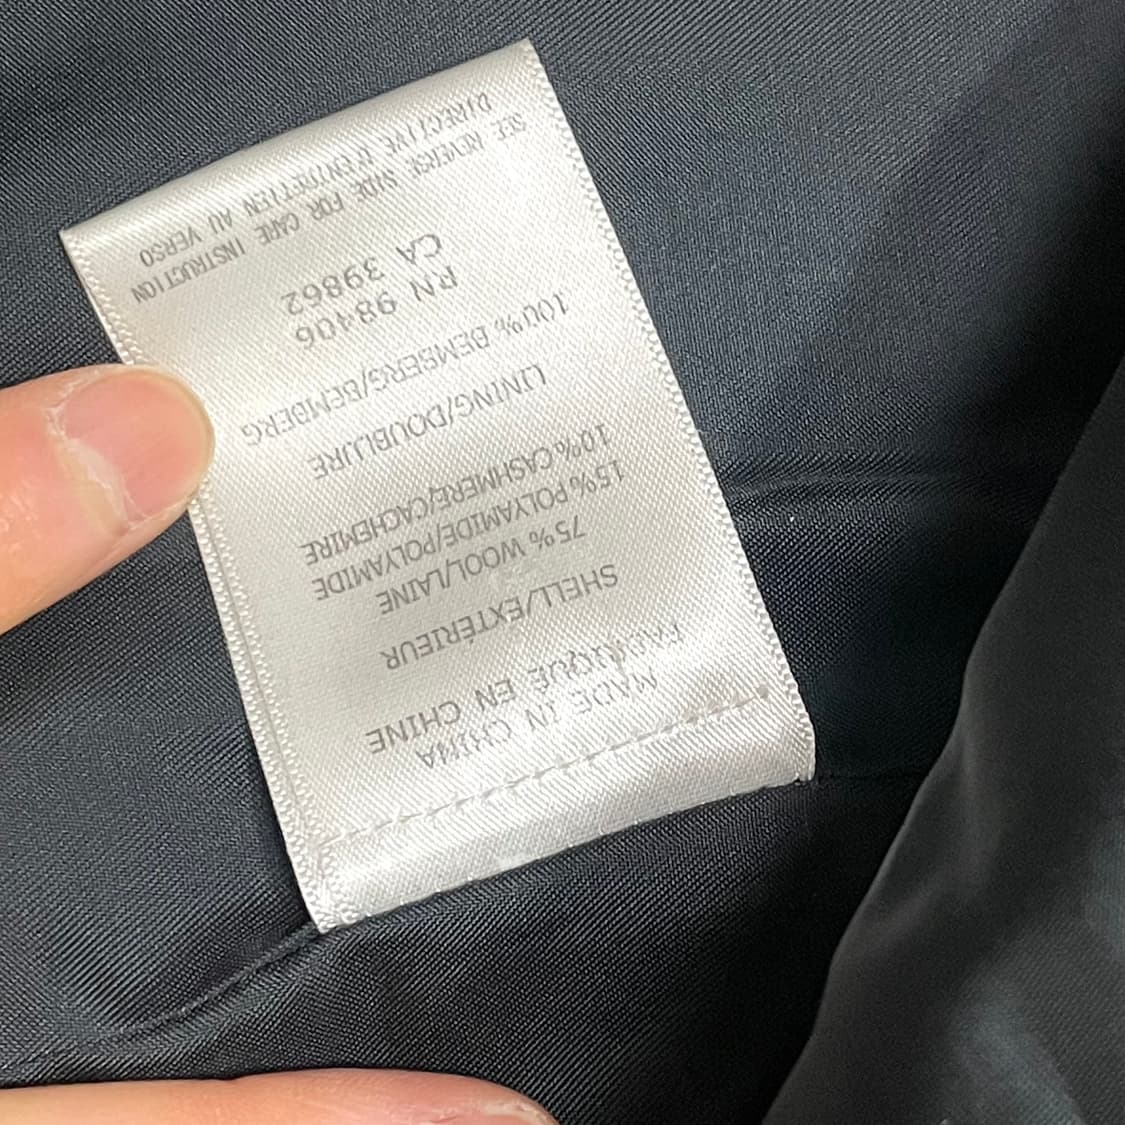 MADE IN CHINA
FABRIQUÉ EN CHINE
SHELL/EXTÉRIEUR
75% WOOL/LAINE
15% POLYAMIDE/POLYAMIDE
10% CASHMERE/CACHEMIRE
LINING/DOUBLURE
100% BEMBERG/BEMBERG
RN 98406
CA 39862
SEE REVERSE SIDE FOR CARE INSTRUCTION
DIRECTIVE D'ENTRETIEN AU VERSO